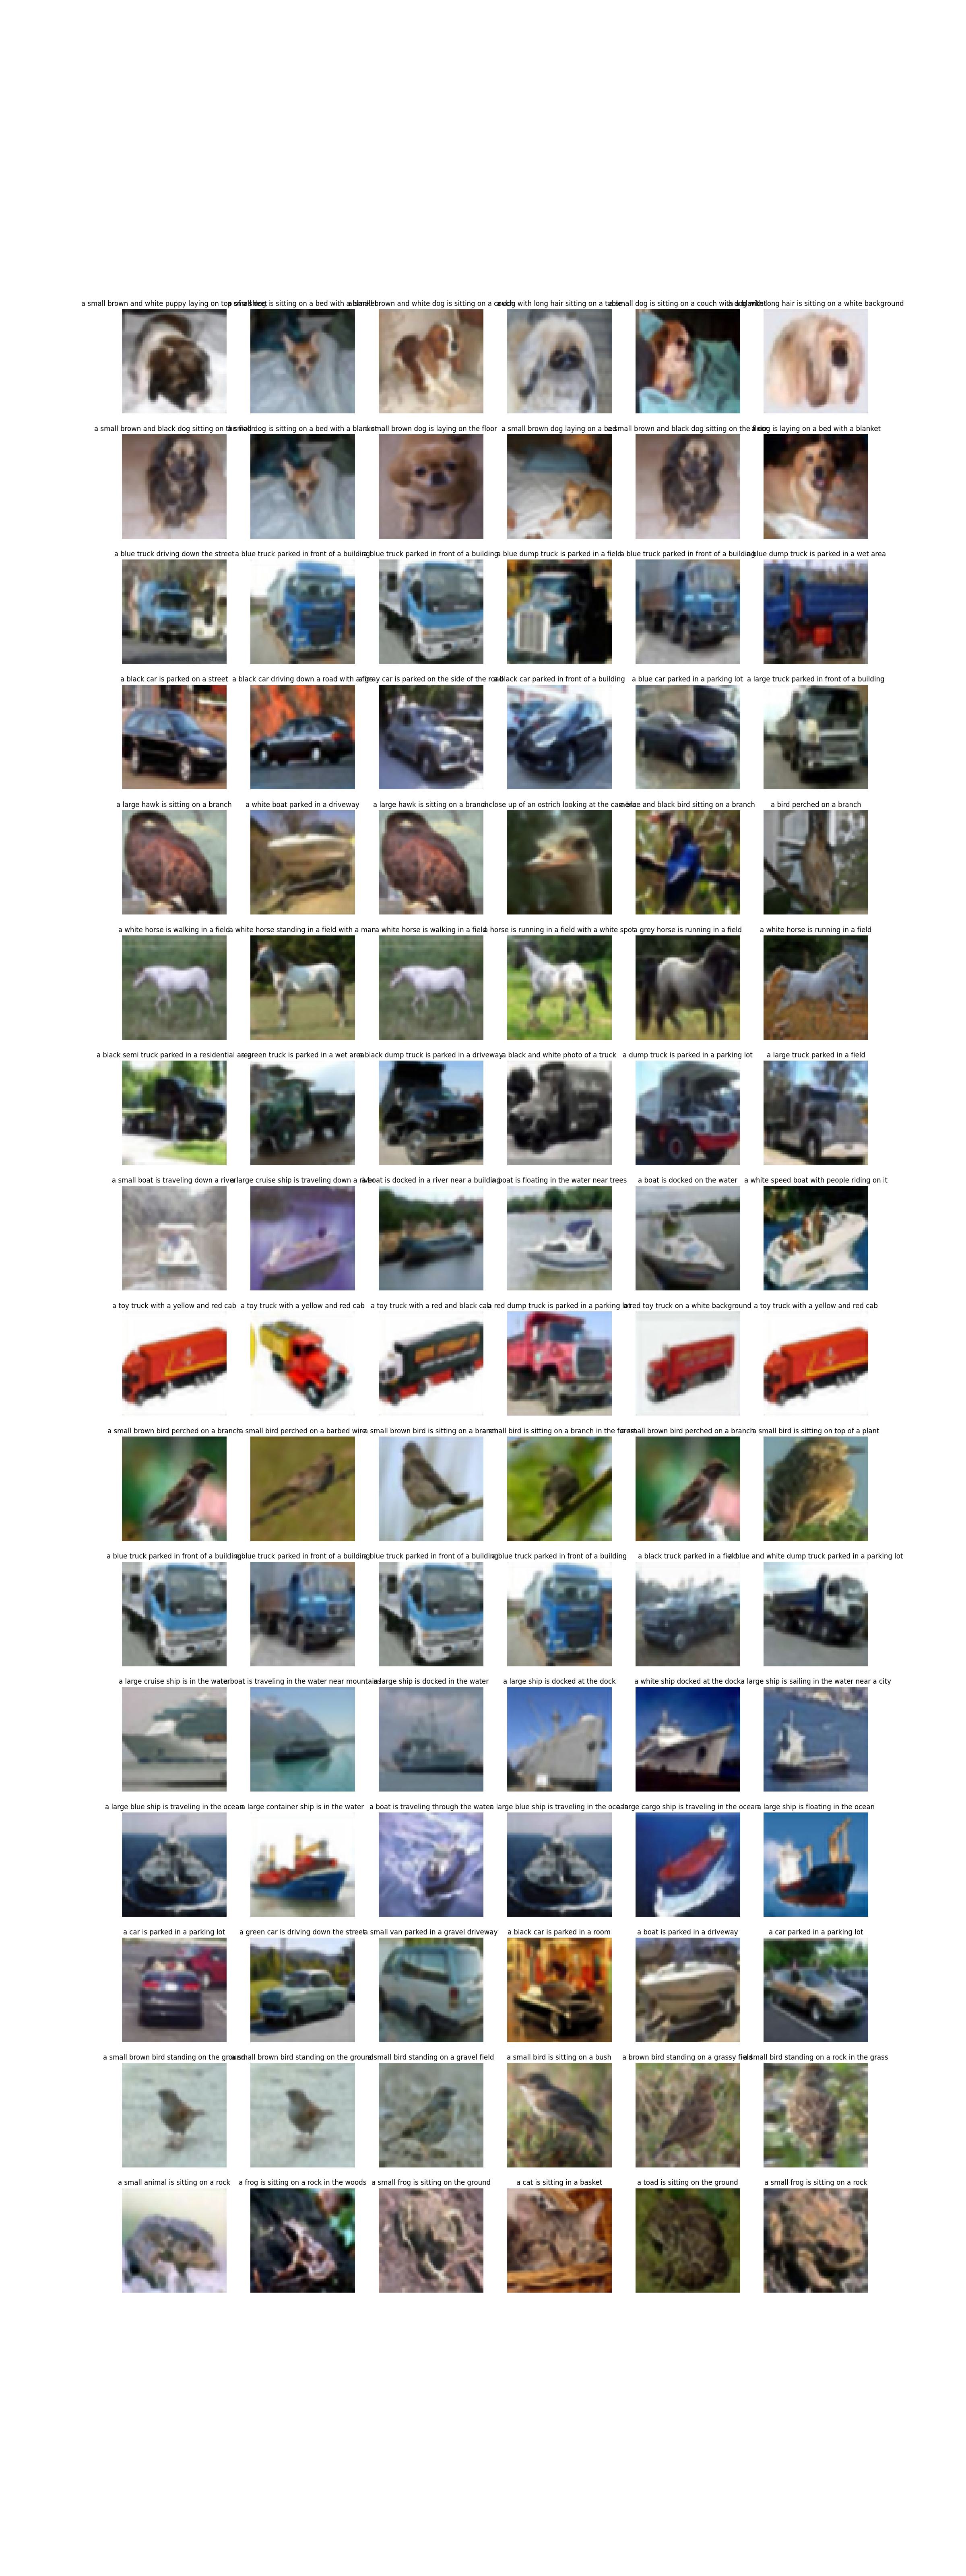 a small brown and white puppy laying on top of a sheet
a small dog is sitting on a bed with a blanket
a small brown and white dog is sitting on a couch
a dog with long hair sitting on a table
a small dog is sitting on a couch with a blanket
a dog with long hair is sitting on a white background
a small brown and black dog sitting on the floor
a small dog is sitting on a bed with a blanket
a small brown dog is laying on the floor
a small brown dog laying on a bed
a small brown and black dog sitting on the floor
a dog is laying on a bed with a blanket
a blue truck driving down the street
a blue truck parked in front of a building
a blue truck parked in front of a building
a blue dump truck is parked in a field
a blue truck parked in front of a building
a blue dump truck is parked in a wet area
a black car is parked on a street
a black car driving down a road with a fire
a gray car is parked on the side of the road
a black car parked in front of a building
a blue car parked in a parking lot
a large truck parked in front of a building
a large hawk is sitting on a branch
a white boat parked in a driveway
a large hawk is sitting on a branch
a close up of an ostrich looking at the camera
a blue and black bird sitting on a branch
a bird perched on a branch
a white horse is walking in a field
a white horse standing in a field with a man
a white horse is walking in a field
a horse is running in a field with a white spot
a grey horse is running in a field
a white horse is running in a field
a black semi truck parked in a residential area
a green truck is parked in a wet area
a black dump truck is parked in a driveway
a black and white photo of a truck
a dump truck is parked in a parking lot
a large truck parked in a field
a small boat is traveling down a river
a large cruise ship is traveling down a river
a boat is docked in a river near a building
a boat is floating in the water near trees
a boat is docked on the water
a white speed boat with people riding on it
a toy truck with a yellow and red cab
a toy truck with a yellow and red cab
a toy truck with a red and black cab
a red dump truck is parked in a parking lot
a red toy truck on a white background
a toy truck with a yellow and red cab
a small brown bird perched on a branch
a small bird perched on a barbed wire
a small brown bird is sitting on a branch
a small bird is sitting on a branch in the forest
a small brown bird perched on a branch
a small bird is sitting on top of a plant
a blue truck parked in front of a building
a blue truck parked in front of a building
a blue truck parked in front of a building
a blue truck parked in front of a building
a black truck parked in a field
a blue and white dump truck parked in a parking lot
a large cruise ship is in the water
a boat is traveling in the water near mountains
a large ship is docked in the water
a large ship is docked at the dock
a white ship docked at the dock
a large ship is sailing in the water near a city
a large blue ship is traveling in the ocean
a large container ship is in the water
a boat is traveling through the water
a large blue ship is traveling in the ocean
a large cargo ship is traveling in the ocean
a large ship is floating in the ocean
a car is parked in a parking lot
a green car is driving down the street
a small van parked in a gravel driveway
a black car is parked in a room
a boat is parked in a driveway
a car parked in a parking lot
a small brown bird standing on the ground
a small brown bird standing on the ground
a small bird standing on a gravel field
a small bird is sitting on a bush
a brown bird standing on a grassy field
a small bird standing on a rock in the grass
a small animal is sitting on a rock
a frog is sitting on a rock in the woods
a small frog is sitting on the ground
a cat is sitting in a basket
a toad is sitting on the ground
a small frog is sitting on a rock